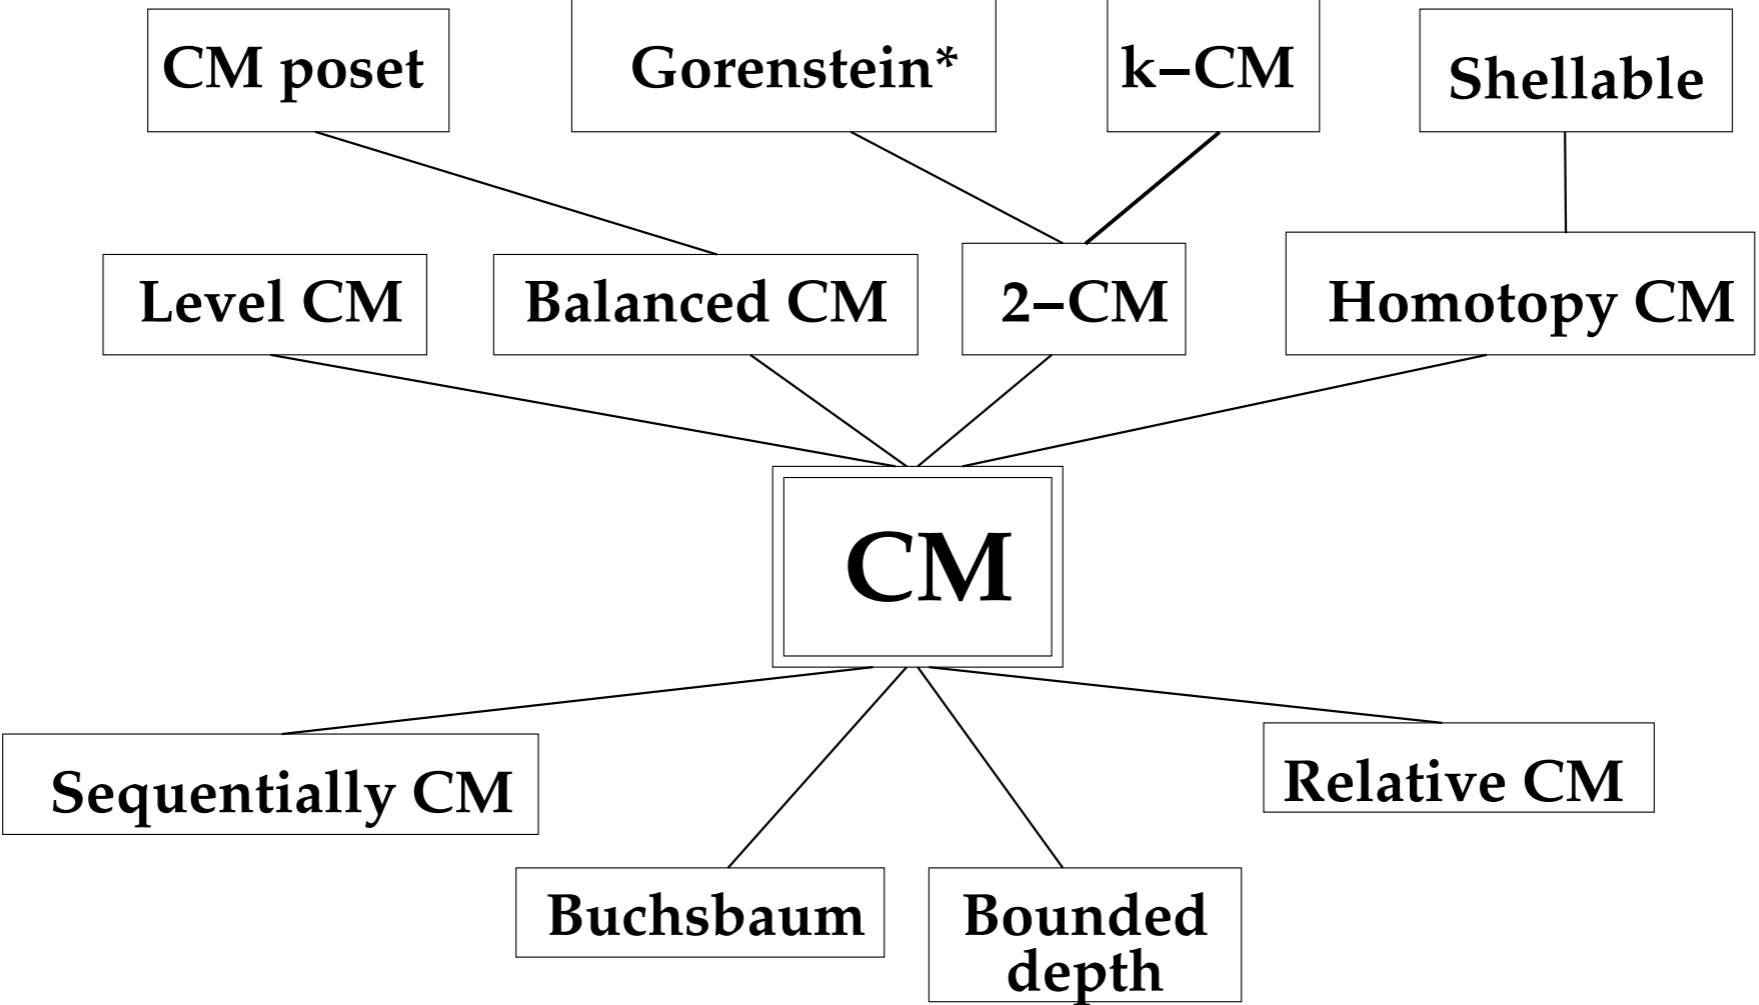 CM poset
Gorenstein*
k–CM
Shellable
Level CM
Balanced CM
2–CM
Homotopy CM
CM
Sequentially CM
Relative CM
Buchsbaum
Bounded
depth